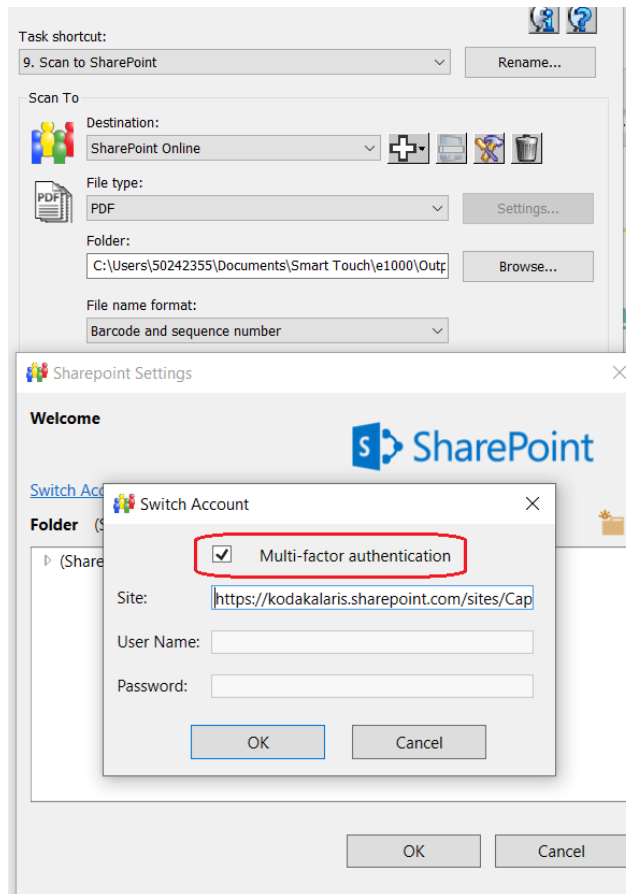 Task shortcut:
9. Scan to SharePoint
Rename...
Scan To
Destination:
SharePoint Online
File type:
PDF
PDF
Settings...
Folder:
C:\Users\50242355\Documents\Smart Touch\e1000\Outp
Browse...
File name format:
Barcode and sequence number
Sharepoint Settings
Welcome
S SharePoint
Switch Acc
Switch Account
Folder (S
Multi-factor authentication
(Share
Site:
https://kodakalaris.sharepoint.com/sites/Cap
User Name:
Password:
OK
Cancel
OK
Cancel